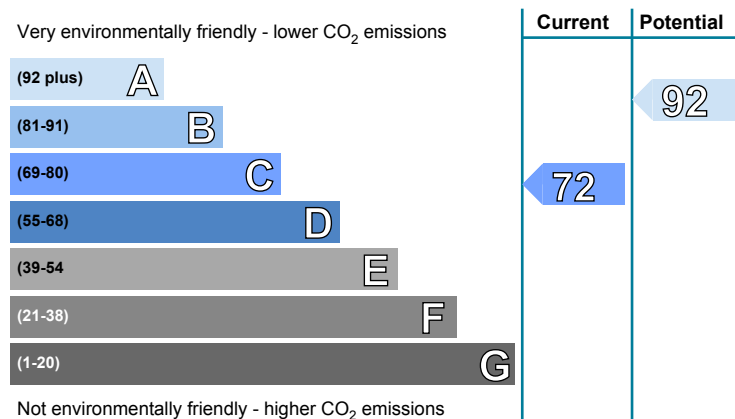 Very environmentally friendly - lower CO2 emissions
Current
Potential
(92 plus) A
(81-91) B
(69-80) C
(55-68) D
(39-54 E
(21-38) F
(1-20) G
92
72
Not environmentally friendly - higher CO2 emissions